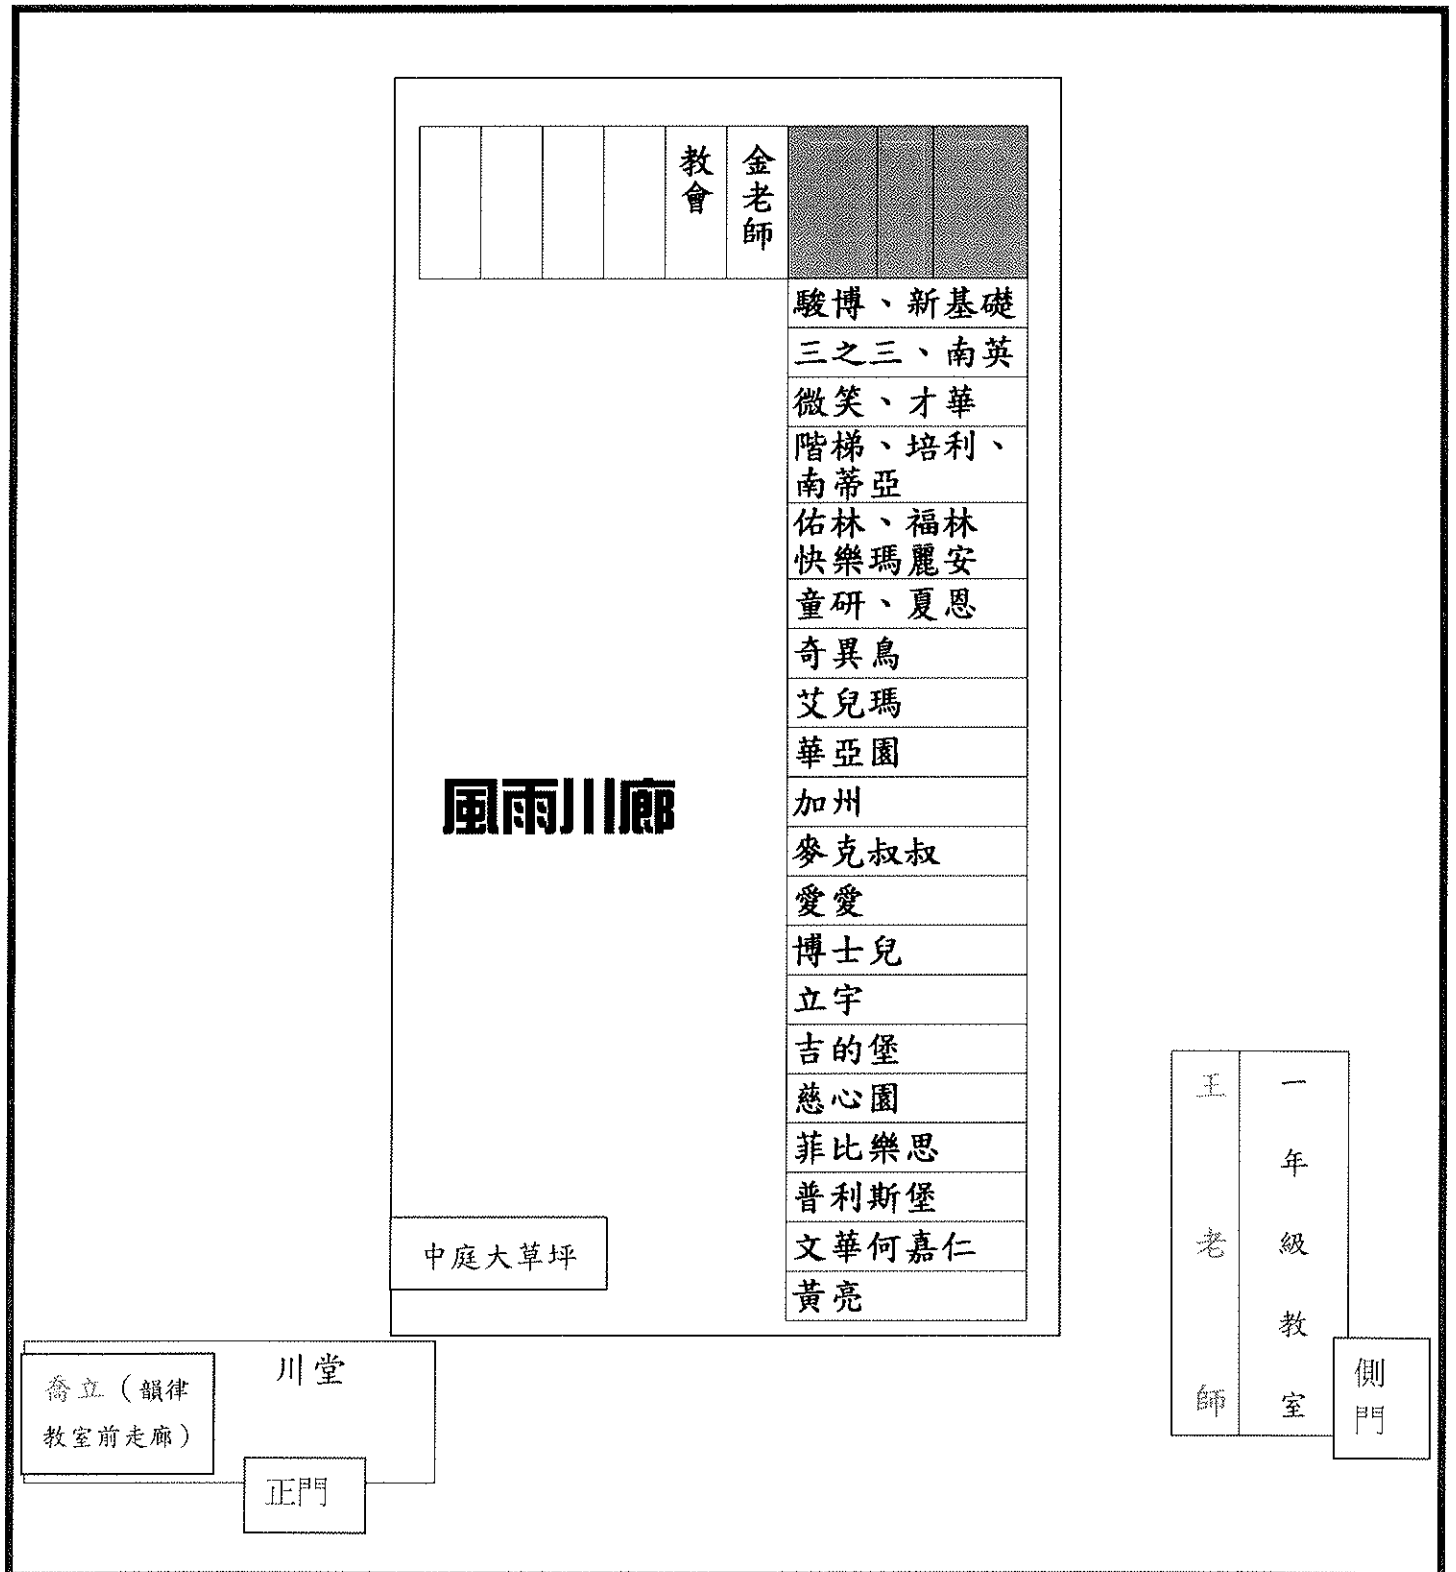 教會
金老師
駿博、新基礎
三之三、南英
微笑、才華
階梯、培利、
南蒂亞
佑林、福林
快樂瑪麗安
童研、夏恩
奇異鳥
艾兒瑪
華亞園
加州
麥克叔叔
愛愛
博士兒
立宇
吉的堡
慈心園
菲比樂思
普利斯堡
文華何嘉仁
黃亮
風雨川廊
中庭大草坪
川堂
喬立（韻律
教室前走廊）
正門
王老師
一年級教室
側門